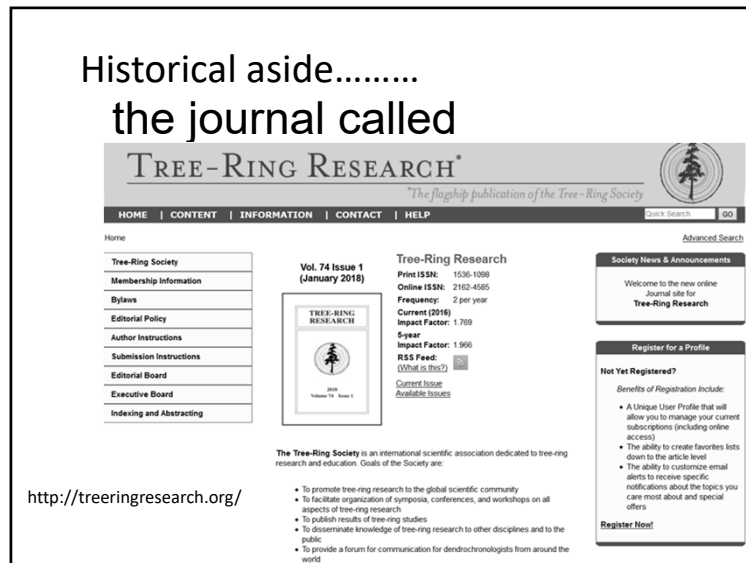 Historical aside.........
the journal called
TREE-RING RESEARCH*
*The flagship publication of the Tree-Ring Society
HOME | CONTENT | INFORMATION | CONTACT | HELP
Quick Search GO
Home
Advanced Search
Tree-Ring Society
Membership Information
Bylaws
Editorial Policy
Author Instructions
Submission Instructions
Editorial Board
Executive Board
Indexing and Abstracting
Vol. 74 Issue 1
(January 2018)
TREE-RING
RESEARCH
2018
Volume 74 Issue 1
Tree-Ring Research
Print ISSN: 1536-1098
Online ISSN: 2162-4585
Frequency: 2 per year
Current (2016)
Impact Factor: 1.769
5-year
Impact Factor: 1.966
RSS Feed:
(What is this?)
Current Issue
Available Issues
Society News & Announcements
Welcome to the new online
Journal site for
Tree-Ring Research
Register for a Profile
Not Yet Registered?
Benefits of Registration Include:
• A Unique User Profile that will
allow you to manage your current
subscriptions (including online
access)
• The ability to create favorites lists
down to the article level
• The ability to customize email
alerts to receive specific
notifications about the topics you
care most about and special
offers
Register Now!
The Tree-Ring Society is an international scientific association dedicated to tree-ring
research and education. Goals of the Society are:
• To promote tree-ring research to the global scientific community
• To facilitate organization of symposia, conferences, and workshops on all
aspects of tree-ring research
• To publish results of tree-ring studies
• To disseminate knowledge of tree-ring research to other disciplines and to the
public
• To provide a forum for communication for dendrochronologists from around the
world
http://treeringresearch.org/